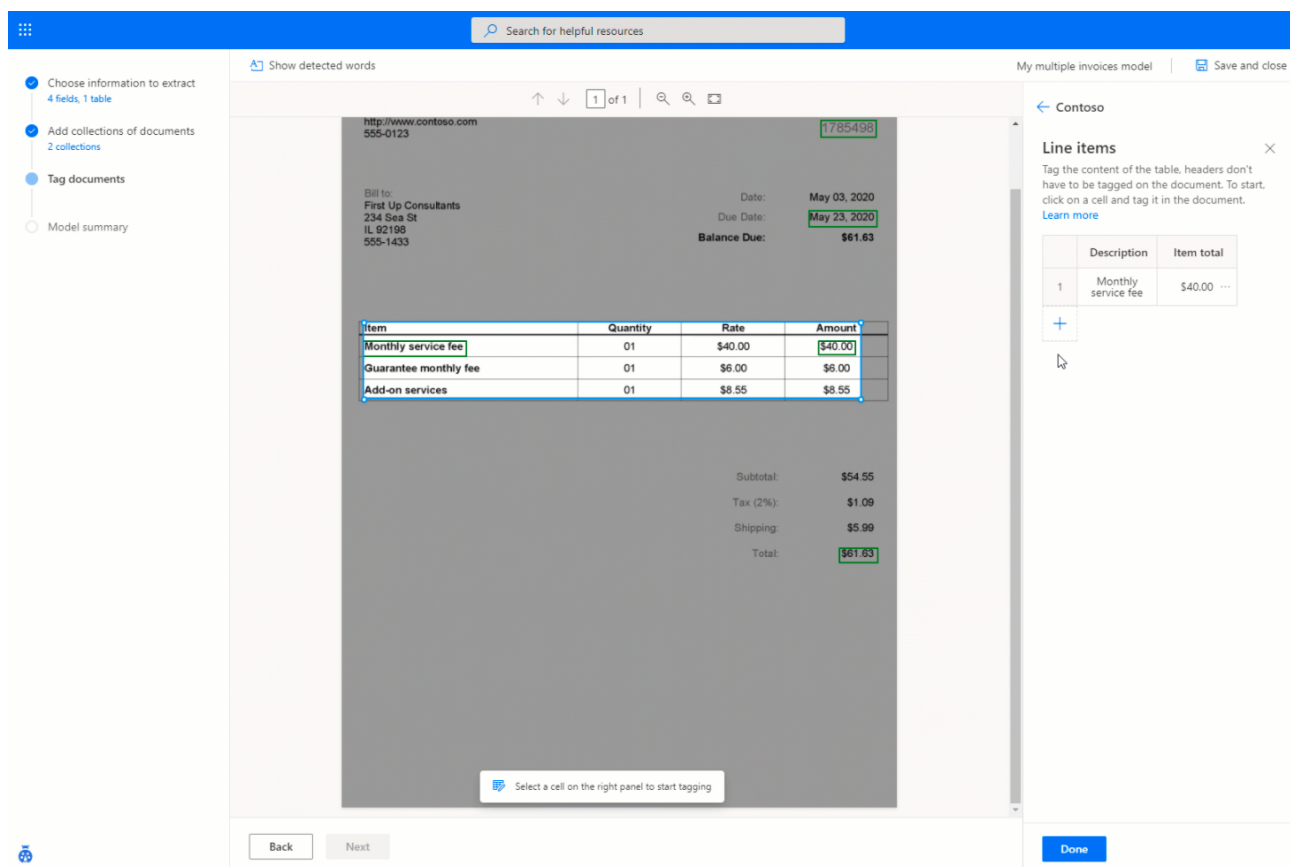 Search for helpful resources
Show detected words
My multiple invoices model
Save and close
Choose information to extract
4 fields, 1 table
Add collections of documents
2 collections
Tag documents
Model summary
1 of 1
http://www.contoso.com
555-0123
1785498
Bill to:
First Up Consultants
234 Sea St
IL 92198
555-1433
Date: May 03, 2020
Due Date: May 23, 2020
Balance Due: $61.63
Item Quantity Rate Amount
Monthly service fee 01 $40.00 $40.00
Guarantee monthly fee 01 $6.00 $6.00
Add-on services 01 $8.55 $8.55
Subtotal: $54.55
Tax (2%): $1.09
Shipping: $5.99
Total: $61.63
Select a cell on the right panel to start tagging
Back
Next
Contoso
Line items
Tag the content of the table, headers don't
have to be tagged on the document. To start,
click on a cell and tag it in the document.
Learn more
Description Item total
1 Monthly service fee $40.00 ...
Done